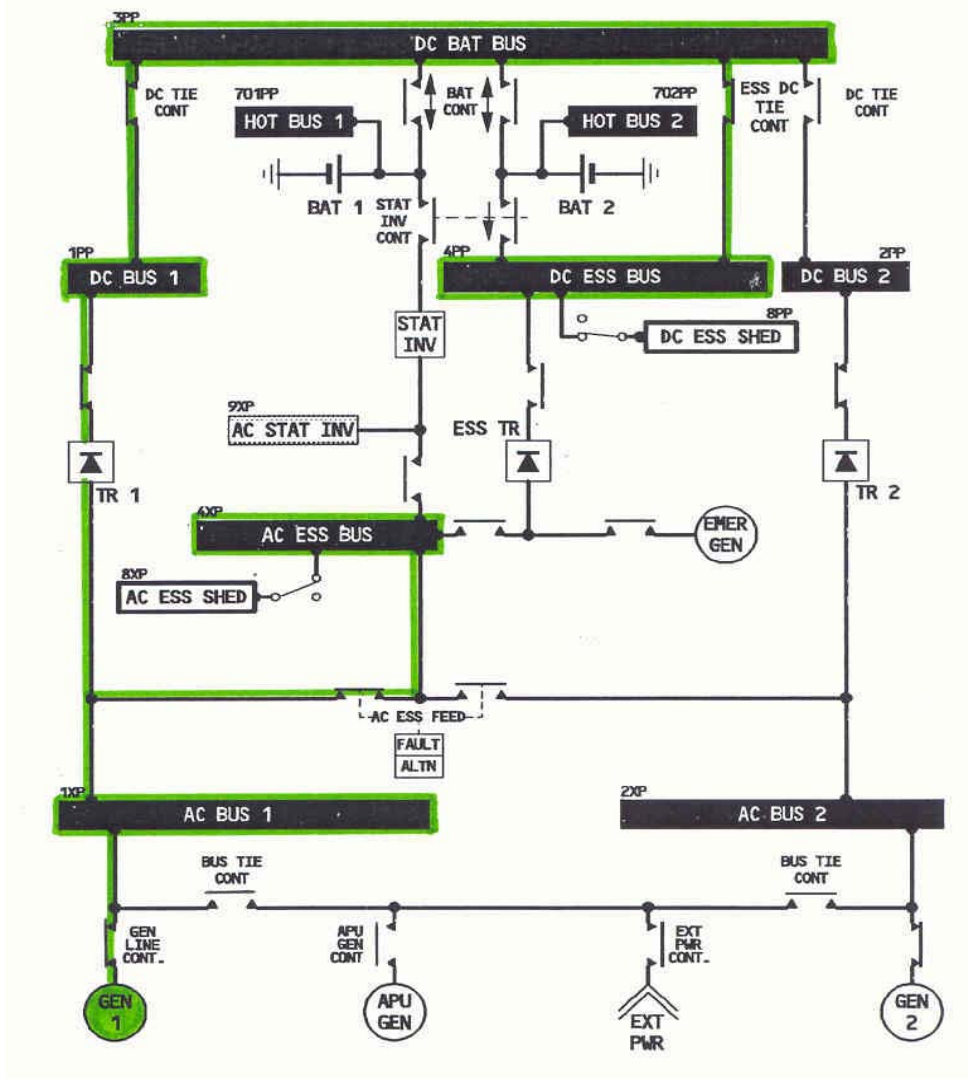 3PP
DC BAT BUS
DC TIE
CONT
701PP
HOT BUS 1
BAT
CONT
702PP
HOT BUS 2
ESS DC
TIE
CONT
DC TIE
CONT
BAT 1
STAT
INV
CONT
BAT 2
1PP
DC BUS 1
4PP
DC ESS BUS
2PP
DC BUS 2
STAT
INV
8PP
DC ESS SHED
9XP
AC STAT INV
ESS TR
TR 1
TR 2
4XP
AC ESS BUS
EMER
GEN
8XP
AC ESS SHED
AC ESS FEED
FAULT
ALTN
1XP
AC BUS 1
2XP
AC BUS 2
BUS TIE
CONT
BUS TIE
CONT
GEN
LINE
CONT.
APU
GEN
CONT
EXT
PWR
CONT.
GEN
1
APU
GEN
EXT
PWR
GEN
2